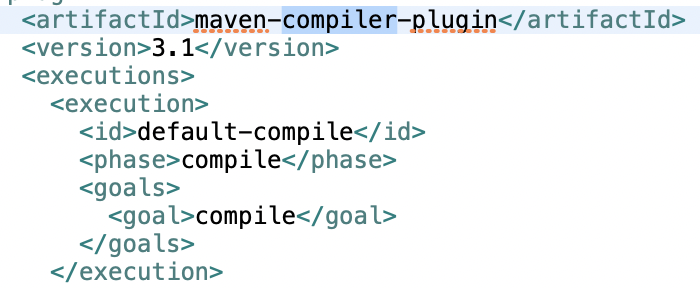 <artifactId>maven-compiler-plugin</artifactId>
<version>3.1</version>
<executions>
<execution>
<id>default-compile</id>
<phase>compile</phase>
<goals>
<goal>compile</goal>
</goals>
</execution>